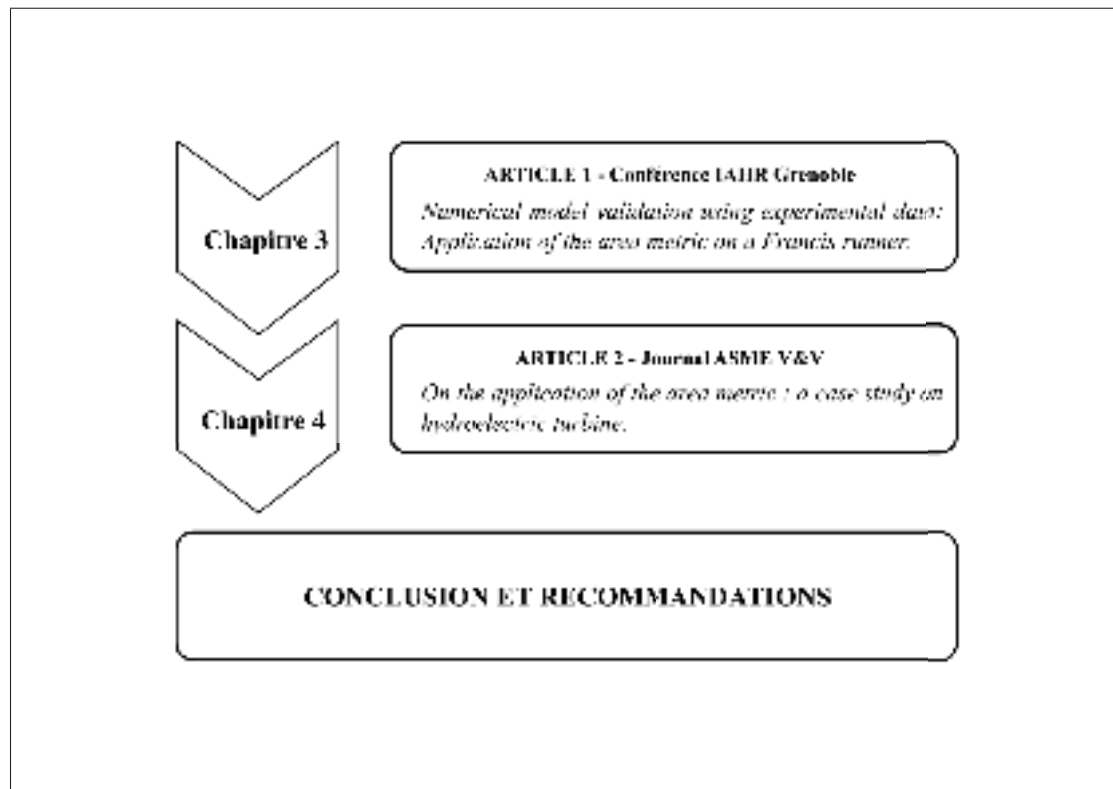 Chapitre 3
ARTICLE 1 - Conférence IAHR Grenoble
Numerical model validation using experimental data:
Application of the area metric on a Francis runner.
Chapitre 4
ARTICLE 2 - Journal ASME V&V
On the application of the area metric : a case study on
hydroelectric turbine.
CONCLUSION ET RECOMMANDATIONS